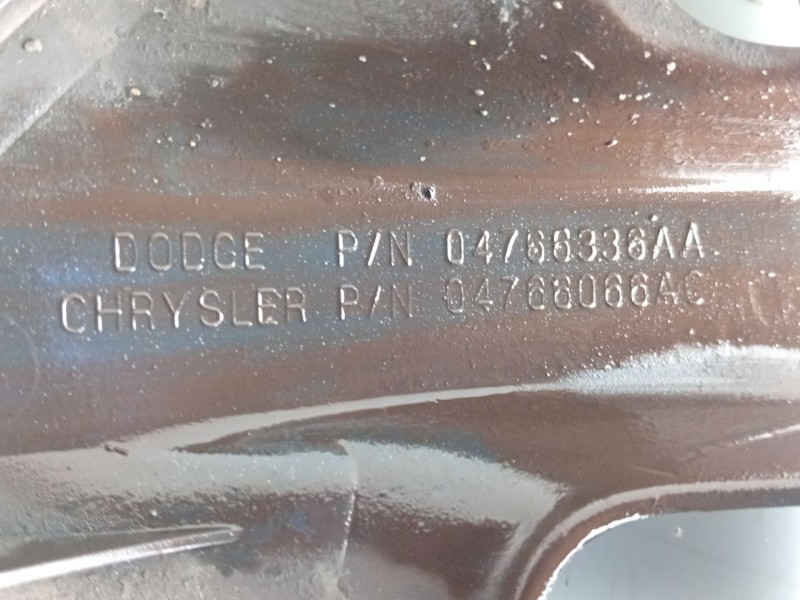 DODGE P/N 04766336AA
CHRYSLER P/N 04766066AC